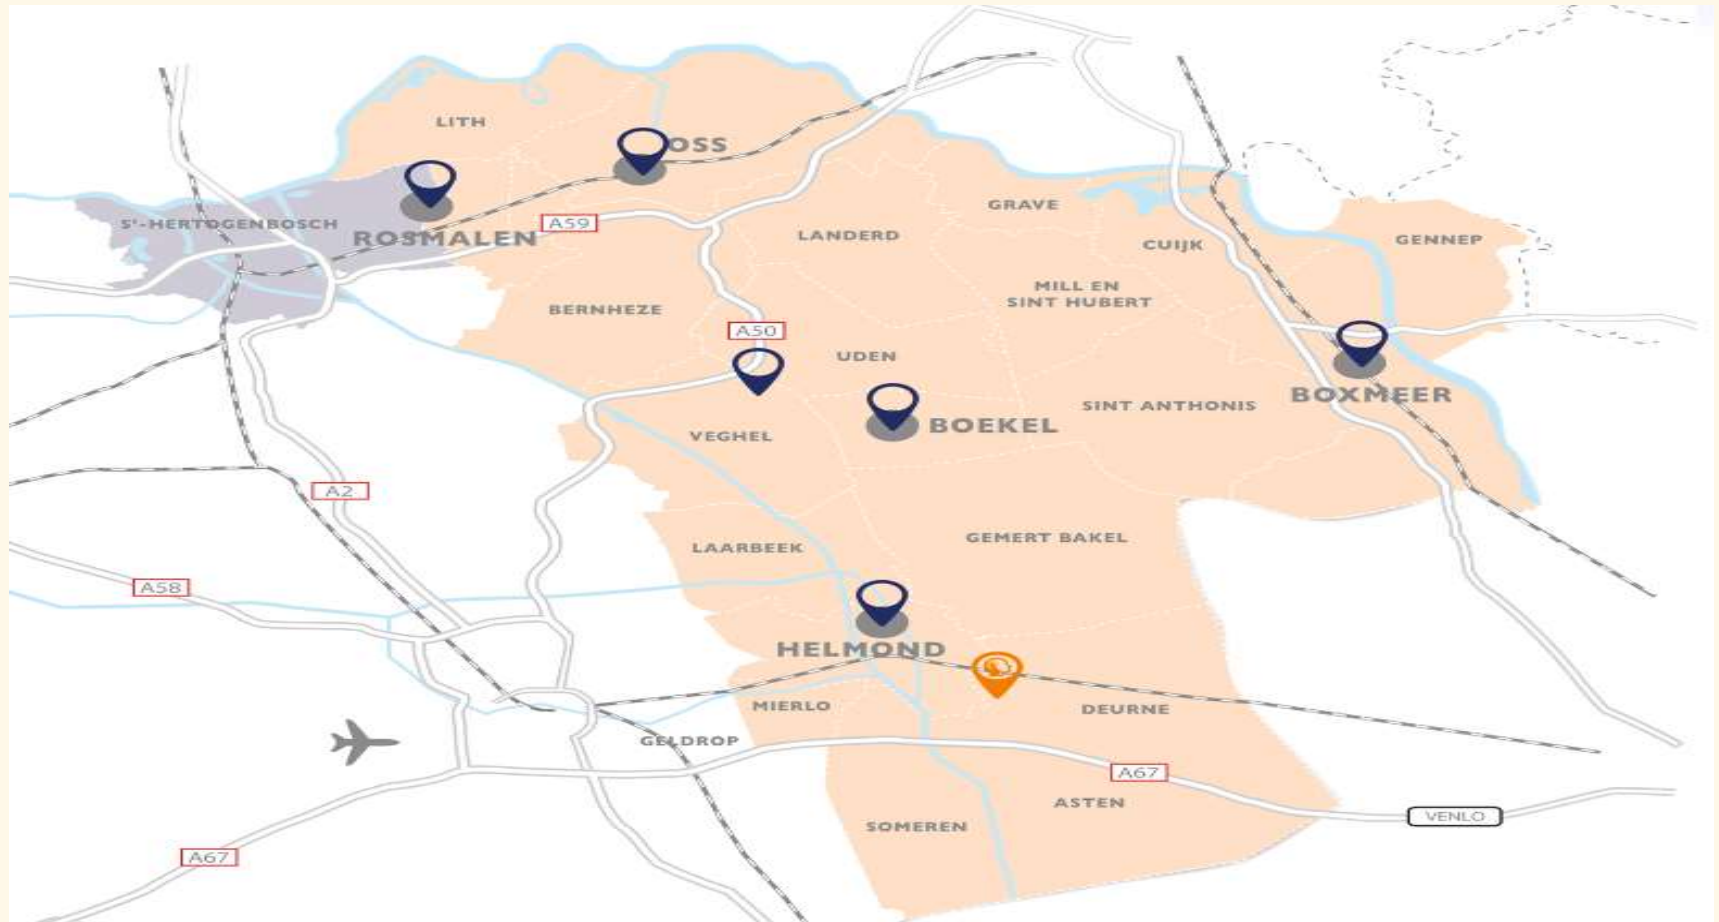 LITH
OSS
S'-HERTOGENBOSCH
ROSMALEN
A59
LANDERD
GRAVE
CUIJK
GENNEP
BERNHEZE
MILL EN
SINT HUBERT
A50
UDEN
BOXMEER
SINT ANTHONIS
VEGHEL
BOEKEL
A2
LAARBEEK
GEMERT BAKEL
A58
HELMOND
MIERLO
DEURNE
GELDROP
A67
ASTEN
VENLO
SOMEREN
A67